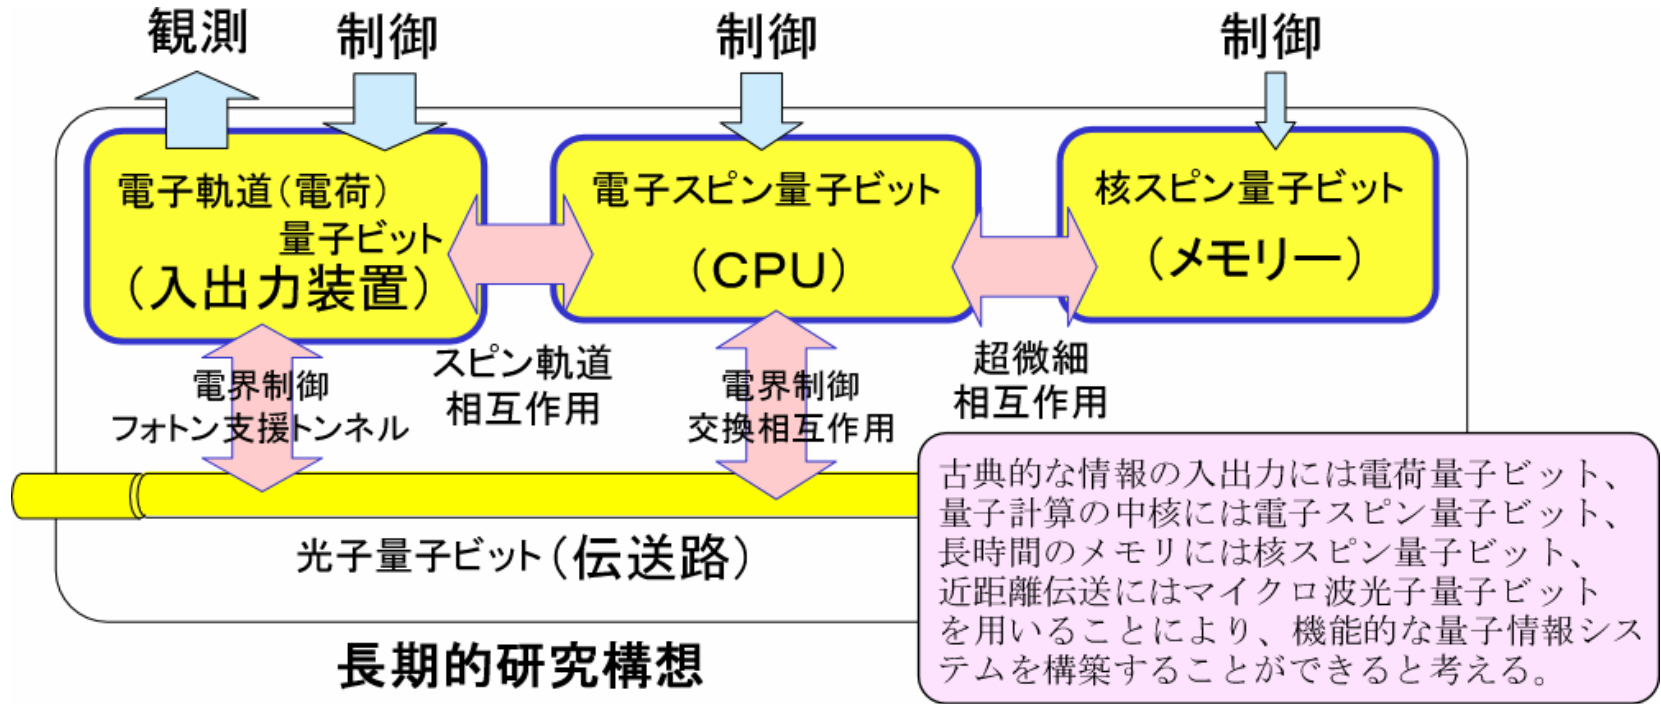 観測
制御
制御
制御
電子軌道(電荷)
量子ビット
(入出力装置)
電子スピン量子ビット
(CPU)
核スピン量子ビット
(メモリー)
スピン軌道
相互作用
超微細
相互作用
電界制御
フォトン支援トンネル
電界制御
交換相互作用
光子量子ビット(伝送路)
長期的研究構想
古典的な情報の入出力には電荷量子ビット、
量子計算の中核には電子スピン量子ビット、
長時間のメモリには核スピン量子ビット、
近距離伝送にはマイクロ波光子量子ビット
を用いることにより、機能的な量子情報シス
テムを構築することができると考える。